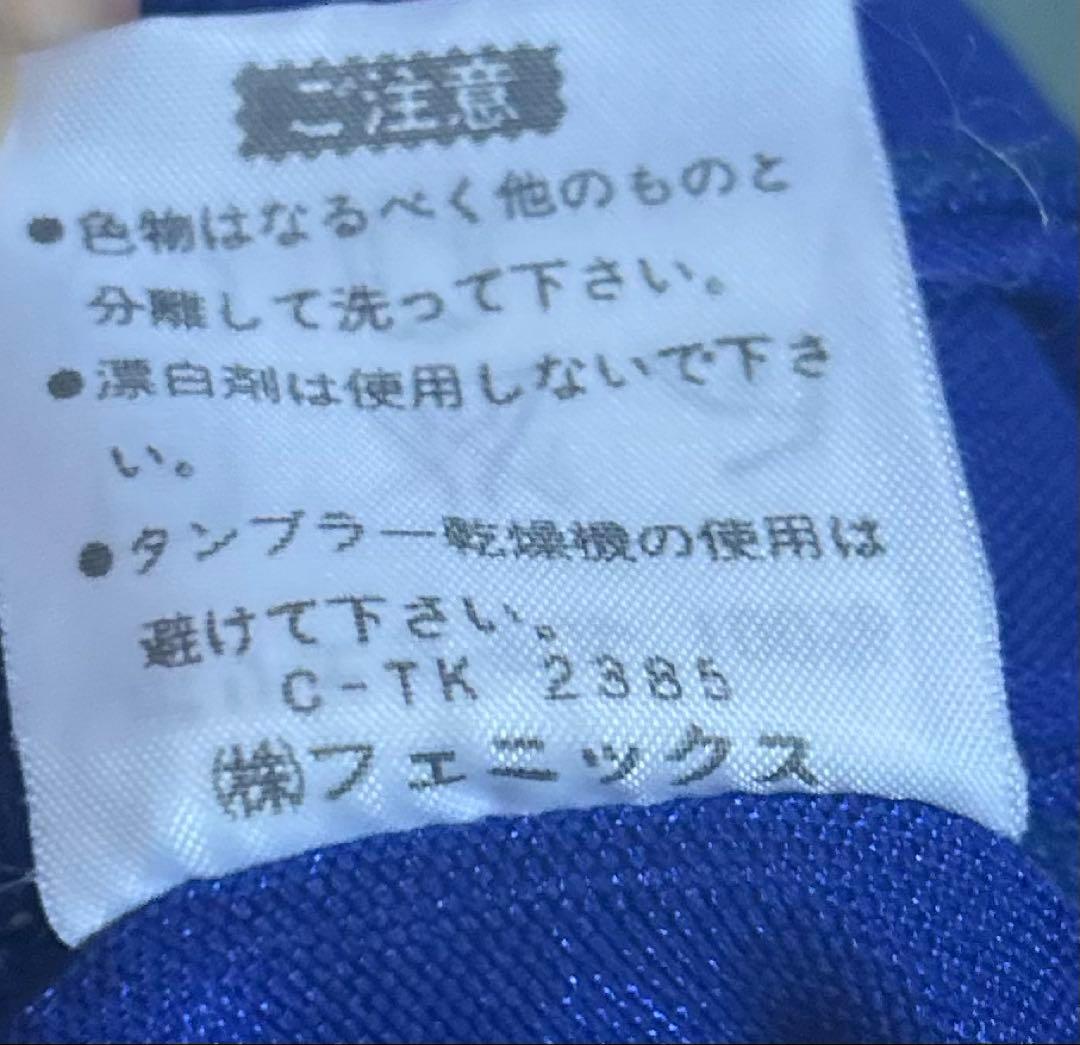 ご注意
●色物はなるべく他のものと
分離して洗って下さい。
●漂白剤は使用しないで下さ
い。
●タンブラー乾燥機の使用は
避けて下さい。
C-TK 2385
㈱フェニックス